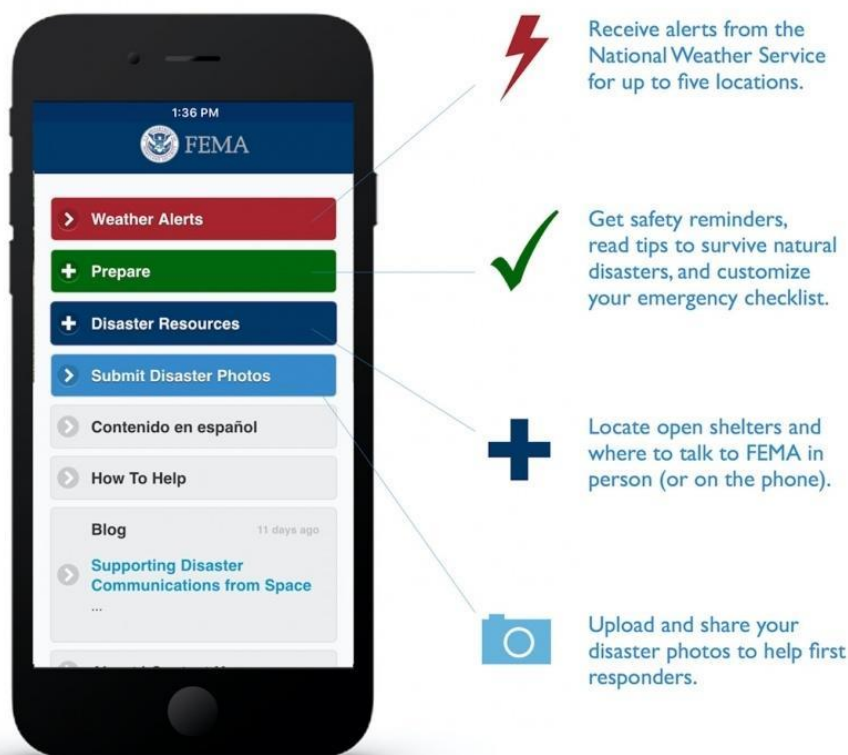 1:36 PM
FEMA
Weather Alerts
Prepare
Disaster Resources
Submit Disaster Photos
Contenido en español
How To Help
Blog 11 days ago
Supporting Disaster
Communications from Space
...
Receive alerts from the
National Weather Service
for up to five locations.
Get safety reminders,
read tips to survive natural
disasters, and customize
your emergency checklist.
Locate open shelters and
where to talk to FEMA in
person (or on the phone).
Upload and share your
disaster photos to help first
responders.